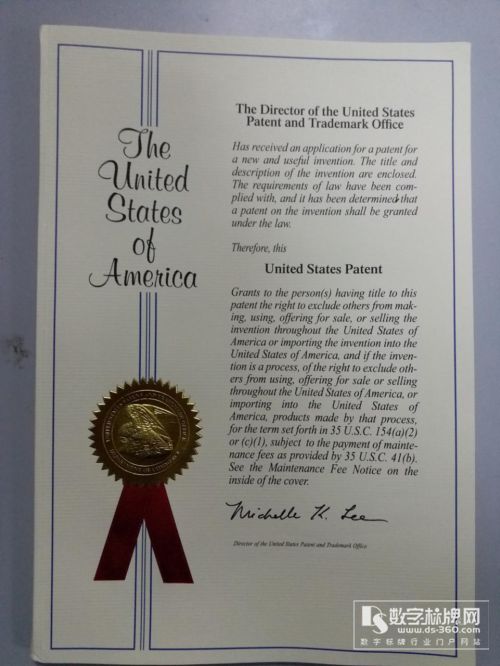 The
United
States
of
America
The Director of the United States
Patent and Trademark Office
Has received an application for a patent for
a new and useful invention. The title and
description of the invention are enclosed.
The requirements of law have been com-
plied with, and it has been determined that
a patent on the invention shall be granted
under the law.
Therefore, this
United States Patent
Grants to the person(s) having title to this
patent the right to exclude others from mak-
ing, using, offering for sale, or selling the
invention throughout the United States of
America or importing the invention into the
United States of America, and if the inven-
tion is a process, of the right to exclude oth-
ers from using, offering for sale or selling
throughout the United States of America, or
importing into the United States of
America, products made by that process,
for the term set forth in 35 U.S.C. 154(a)(2)
or (c)(1), subject to the payment of mainte-
nance fees as provided by 35 U.S.C. 41(b).
See the Maintenance Fee Notice on the
inside of the cover.
Michelle K. Lee
Director of the United States Patent and Trademark Office
DS 数字标牌网
www.ds-360.com
数字标牌行业门户网站